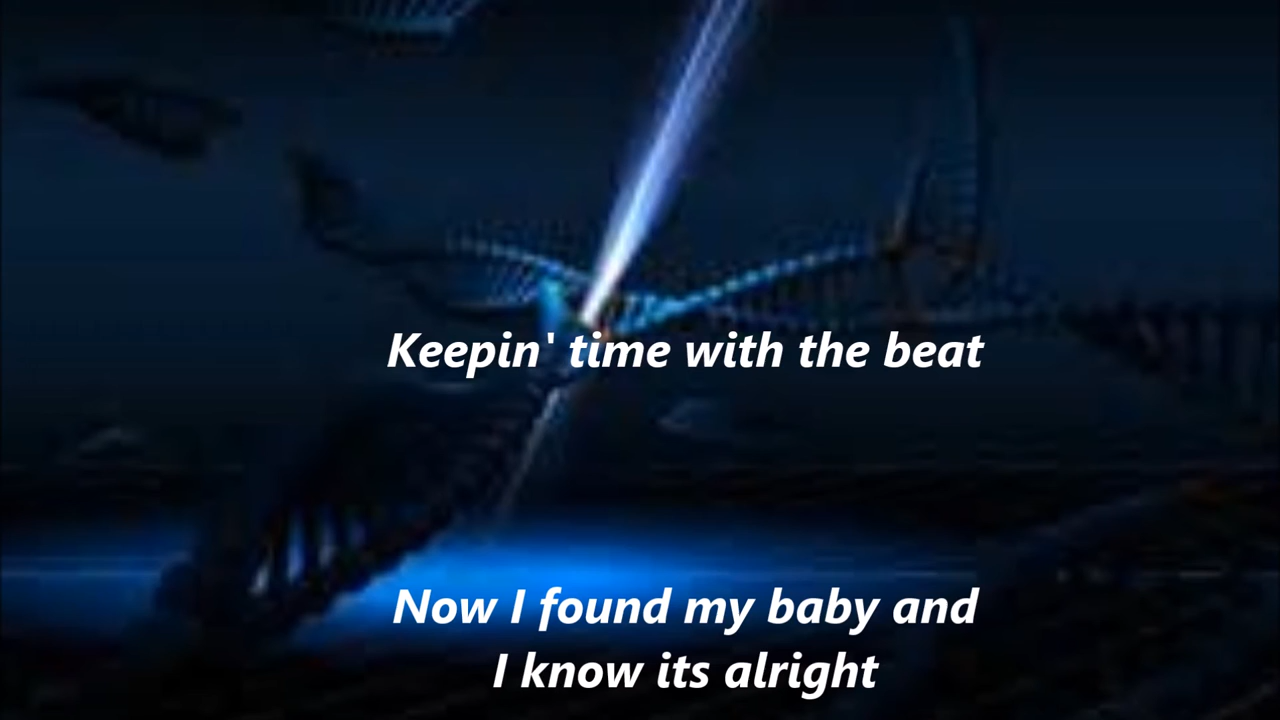 Keepin' time with the beat
Now I found my baby and
I know its alright